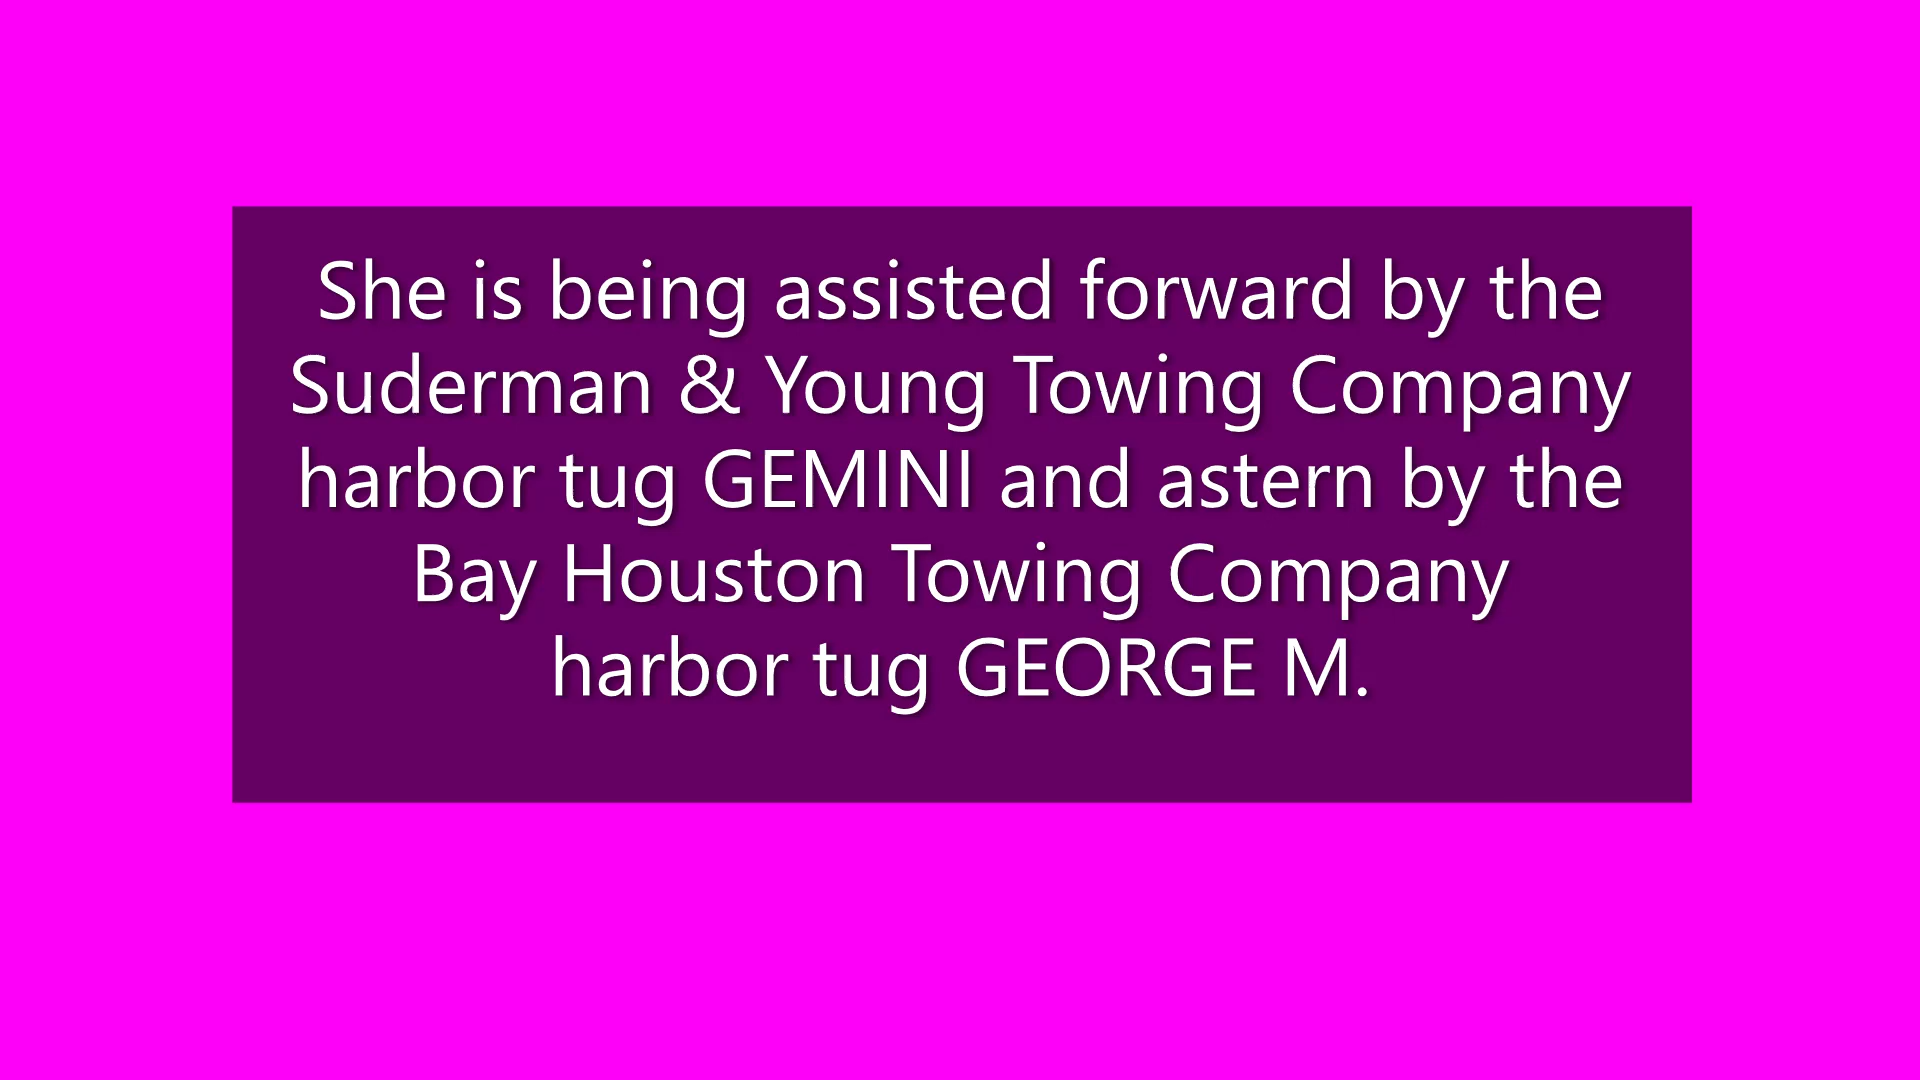 She is being assisted forward by the
Suderman & Young Towing Company
harbor tug GEMINI and astern by the
Bay Houston Towing Company
harbor tug GEORGE M.